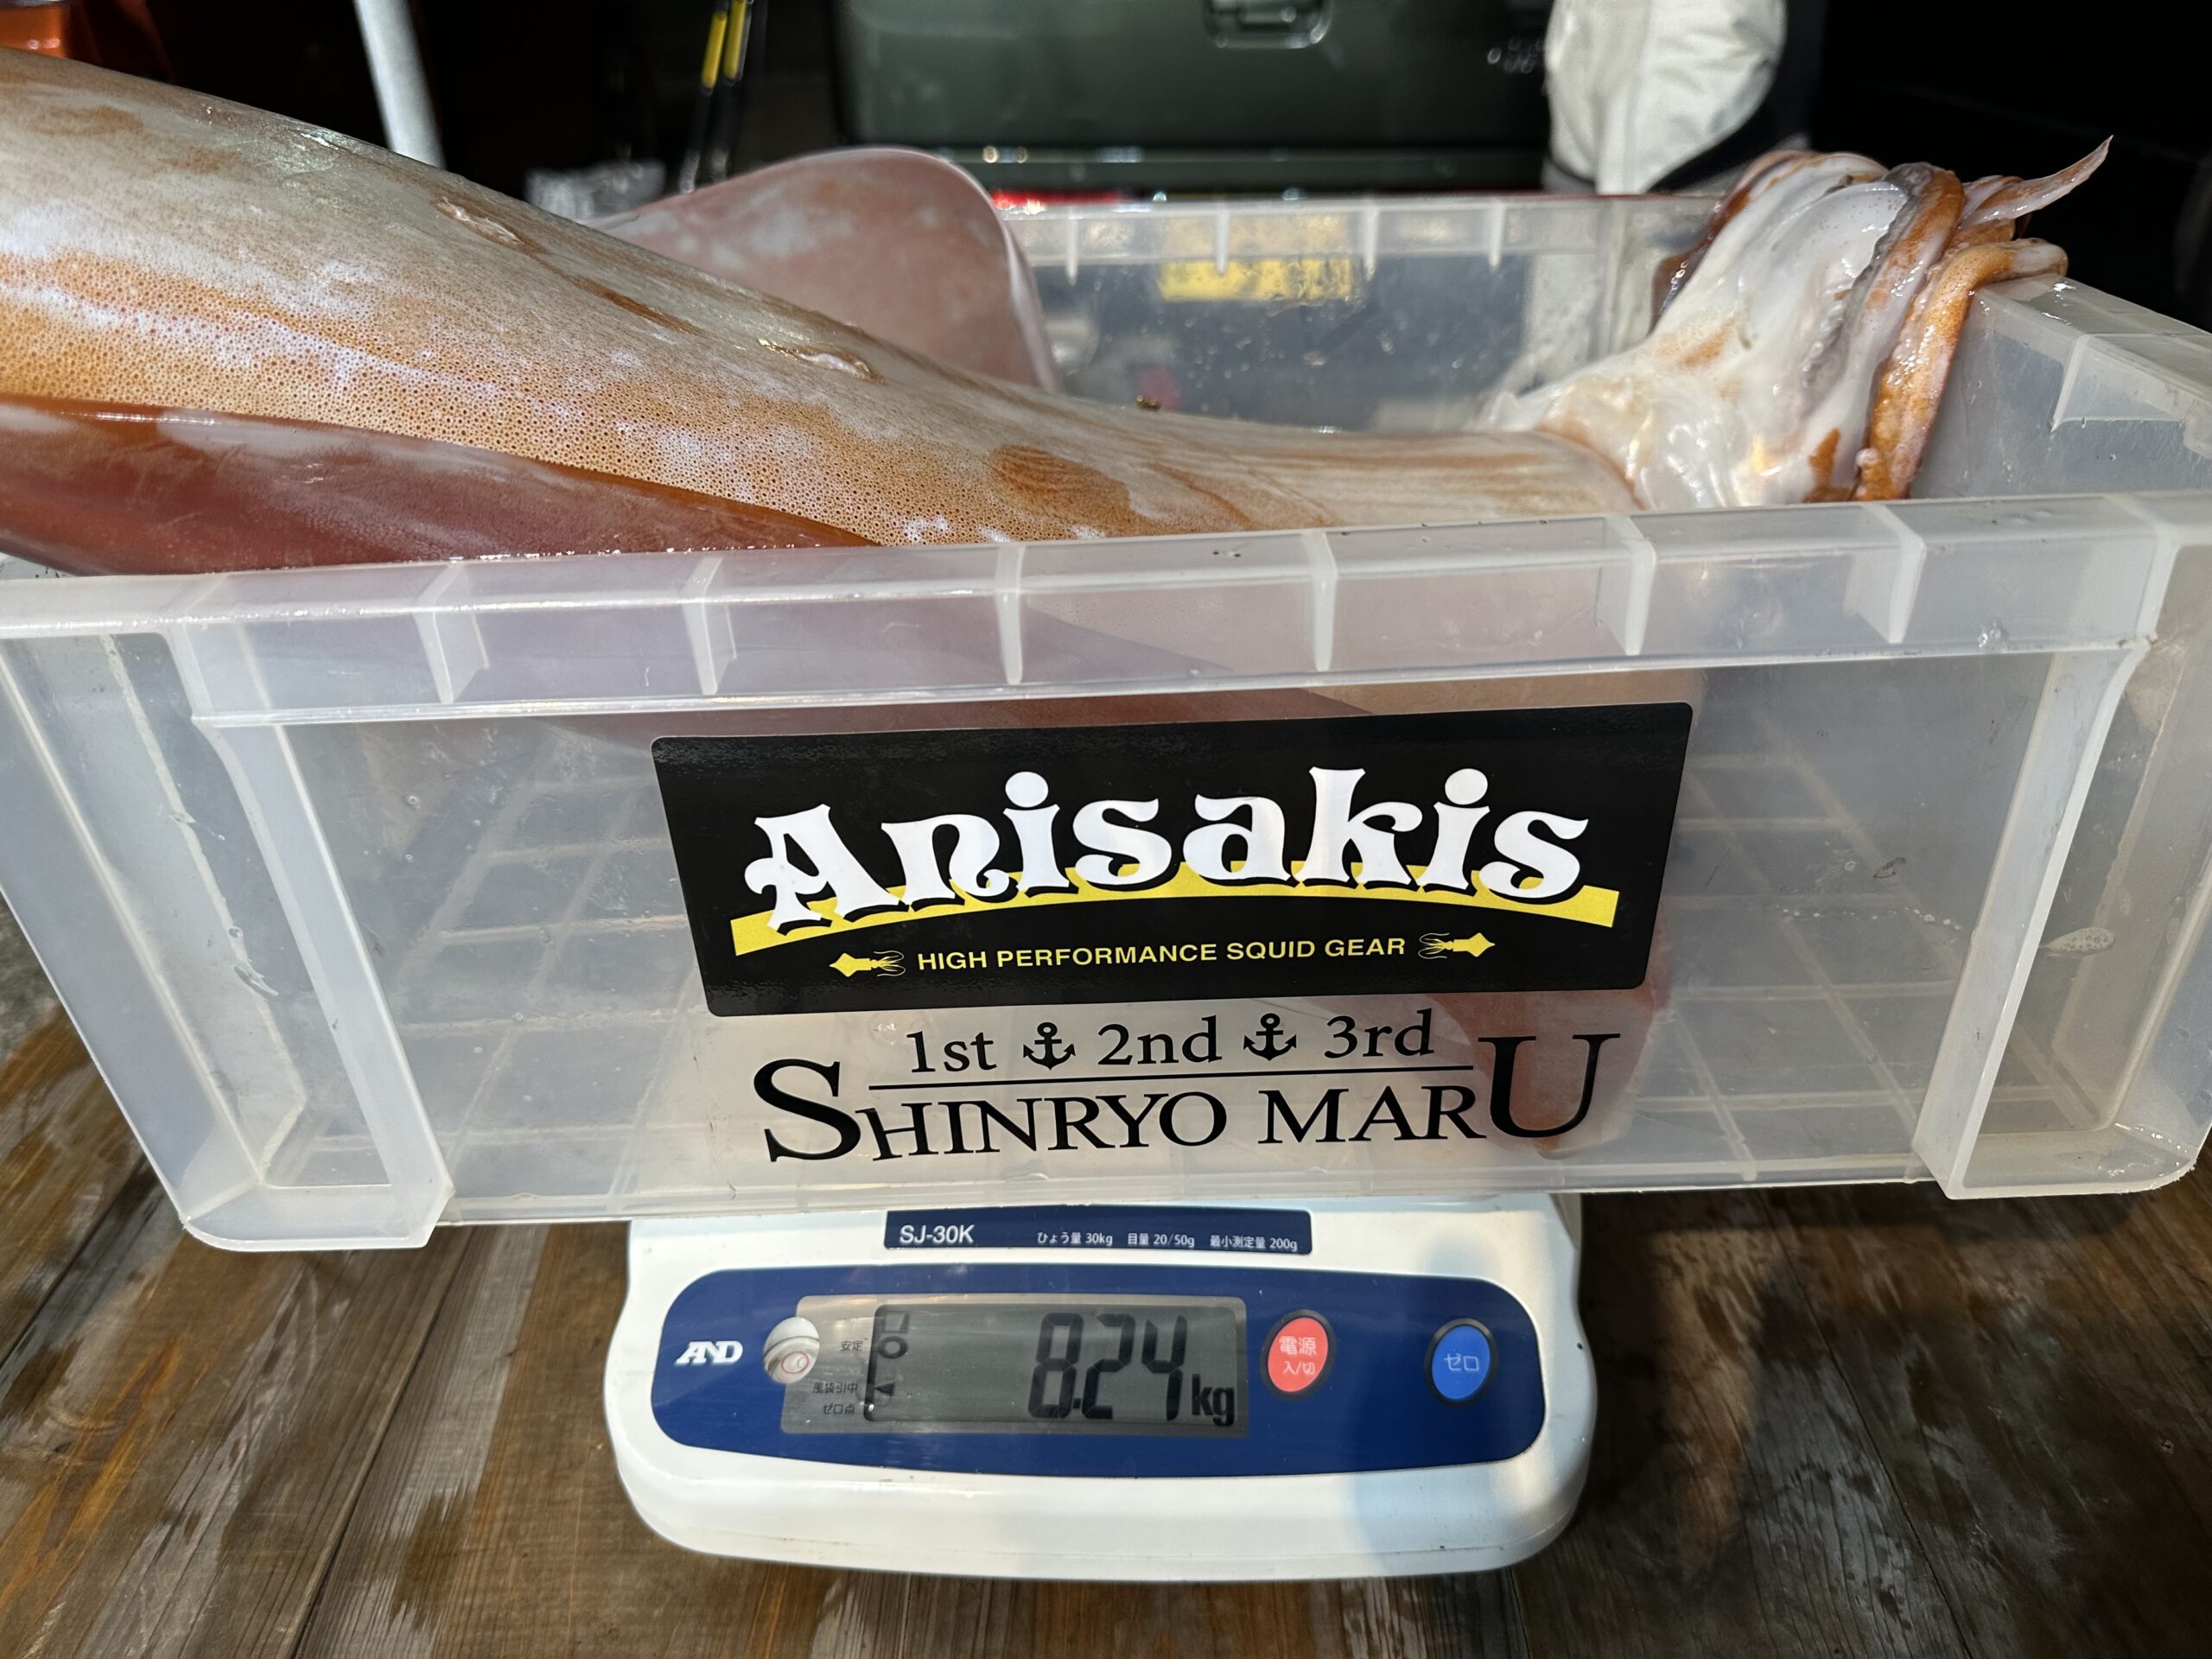 Anisakis
HIGH PERFORMANCE SQUID GEAR
1st 2nd 3rd
SHINRYO MARU
SJ-30K ひょう量 30kg 目量 20/50g 最小測定量 200g
AND
安定
風袋引中
ゼロ点
8.24 kg
電源
入/切
ゼロ